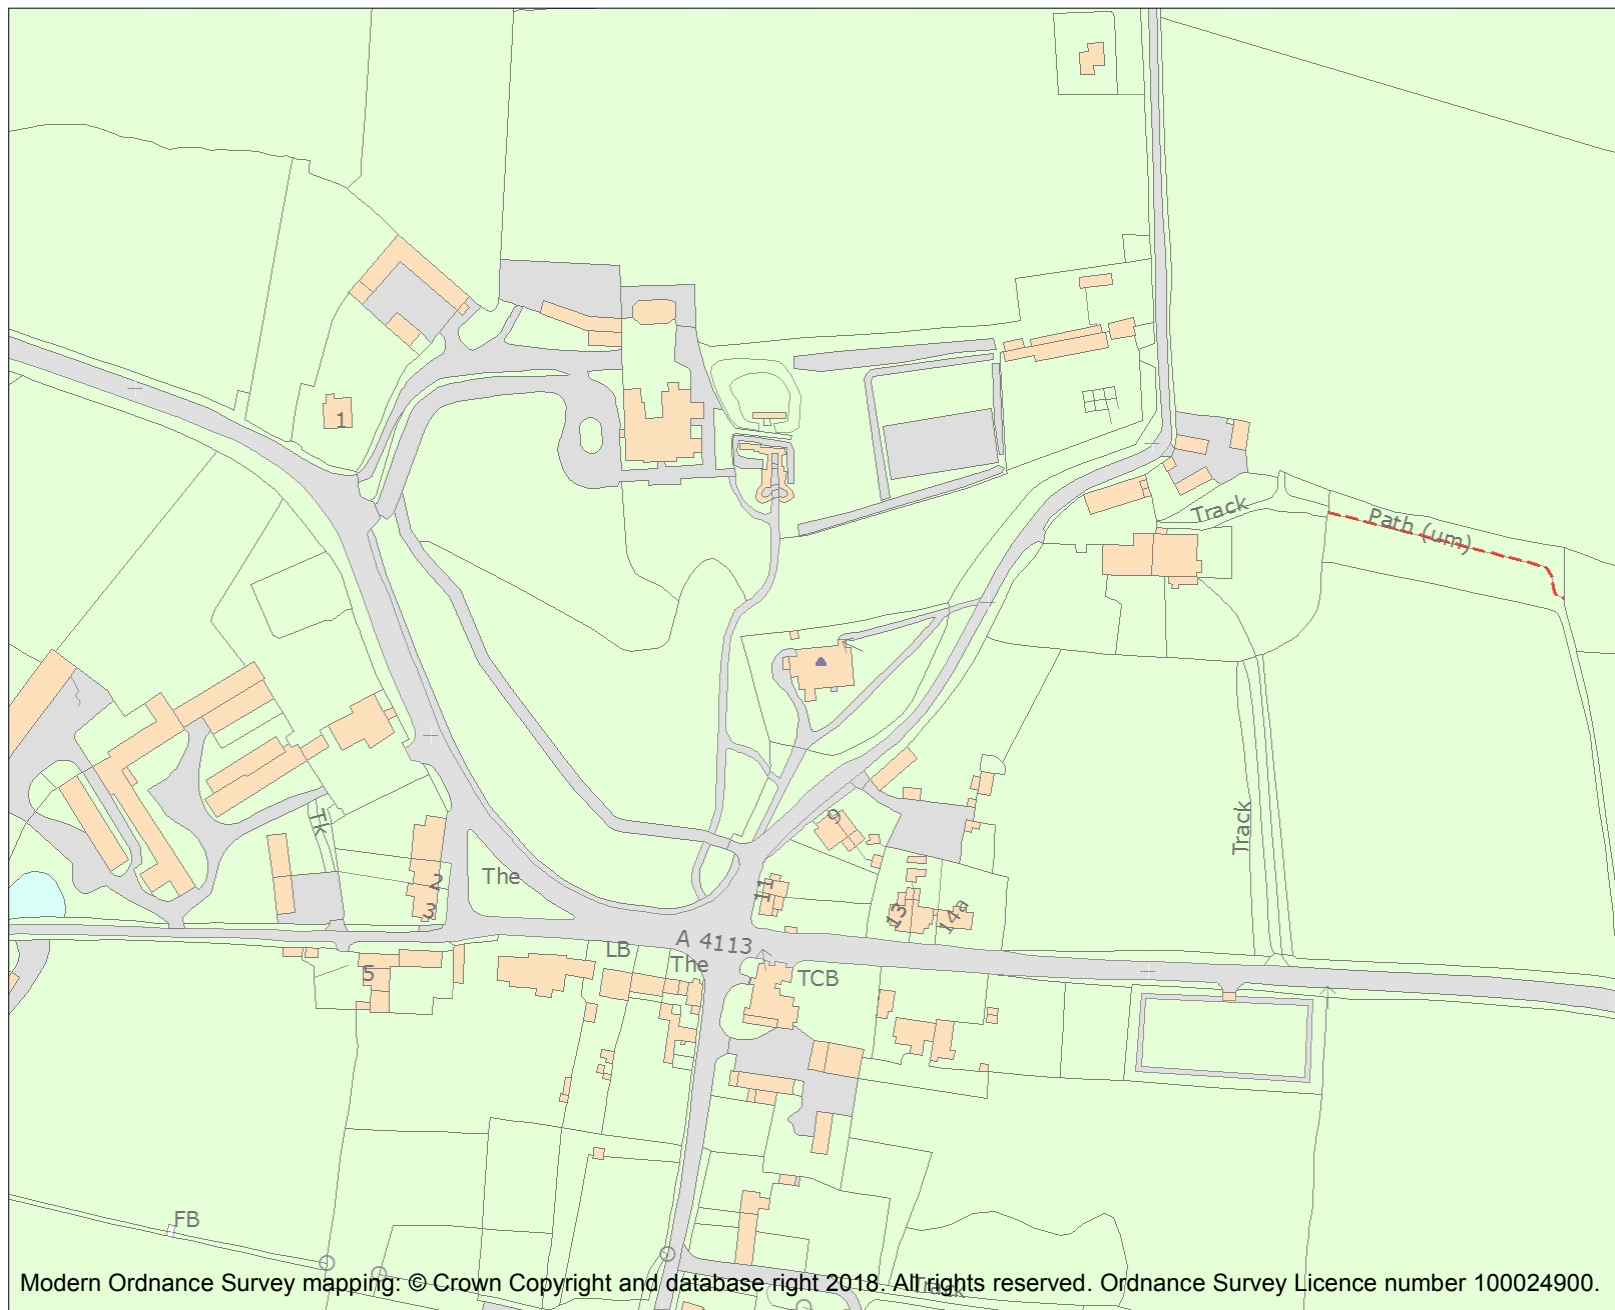 1
Track
Path (um)
9
Tk
Track
The
2
3
11
13
14a
A 4113
LB
The
5
TCB
FB
Track
Modern Ordnance Survey mapping: © Crown Copyright and database right 2018. All rights reserved. Ordnance Survey Licence number 100024900.